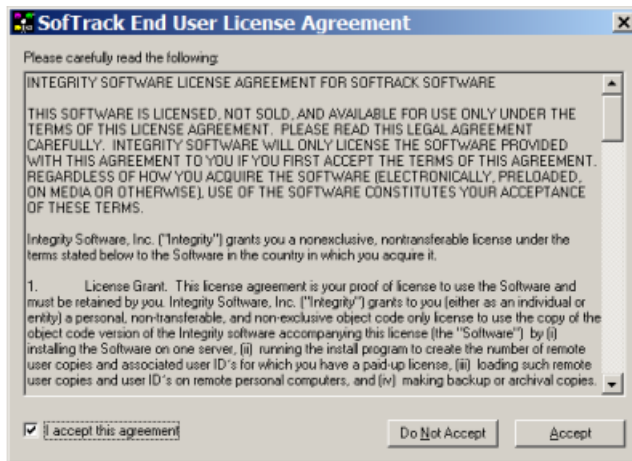 SofTrack End User License Agreement
Please carefully read the following:
INTEGRITY SOFTWARE LICENSE AGREEMENT FOR SOFTRACK SOFTWARE
THIS SOFTWARE IS LICENSED, NOT SOLD, AND AVAILABLE FOR USE ONLY UNDER THE
TERMS OF THIS LICENSE AGREEMENT.  PLEASE READ THIS LEGAL AGREEMENT
CAREFULLY.  INTEGRITY SOFTWARE WILL ONLY LICENSE THE SOFTWARE PROVIDED
WITH THIS AGREEMENT TO YOU IF YOU FIRST ACCEPT THE TERMS OF THIS AGREEMENT.
REGARDLESS OF HOW YOU ACQUIRE THE SOFTWARE (ELECTRONICALLY, PRELOADED,
ON MEDIA OR OTHERWISE), USE OF THE SOFTWARE CONSTITUTES YOUR ACCEPTANCE
OF THESE TERMS.
Integrity Software, Inc. ("Integrity") grants you a nonexclusive, nontransferable license under the
terms stated below to the Software in the country in which you acquire it.
1. License Grant.  This license agreement is your proof of license to use the Software and
must be retained by you. Integrity Software, Inc. ("Integrity") grants to you (either as an individual or
entity) a personal, non-transferable, and non-exclusive object code only license to use the copy of the
object code version of the Integrity software accompanying this license (the "Software")  by (i)
installing the Software on one server, (ii)  running the install program to create the number of remote
user copies and associated user ID's for which you have a paid-up license, (iii)  loading such remote
user copies and user ID's on remote personal computers, and (iv)  making backup or archival copies.
I accept this agreement
Do Not Accept
Accept